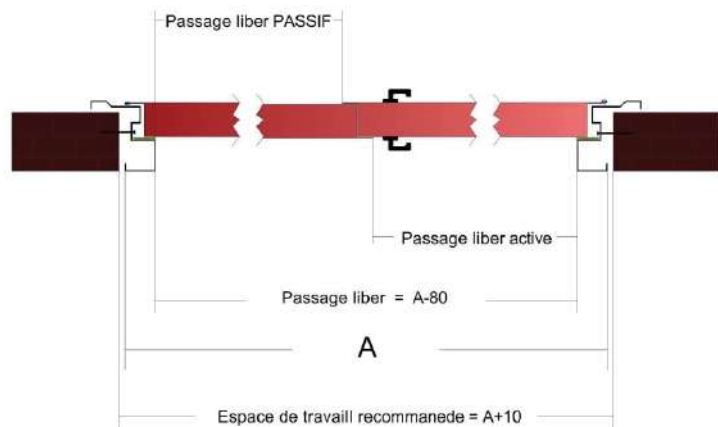 Passage liber PASSIF
Passage liber active
Passage liber = A-80
A
Espace de travaill recommanede = A+10